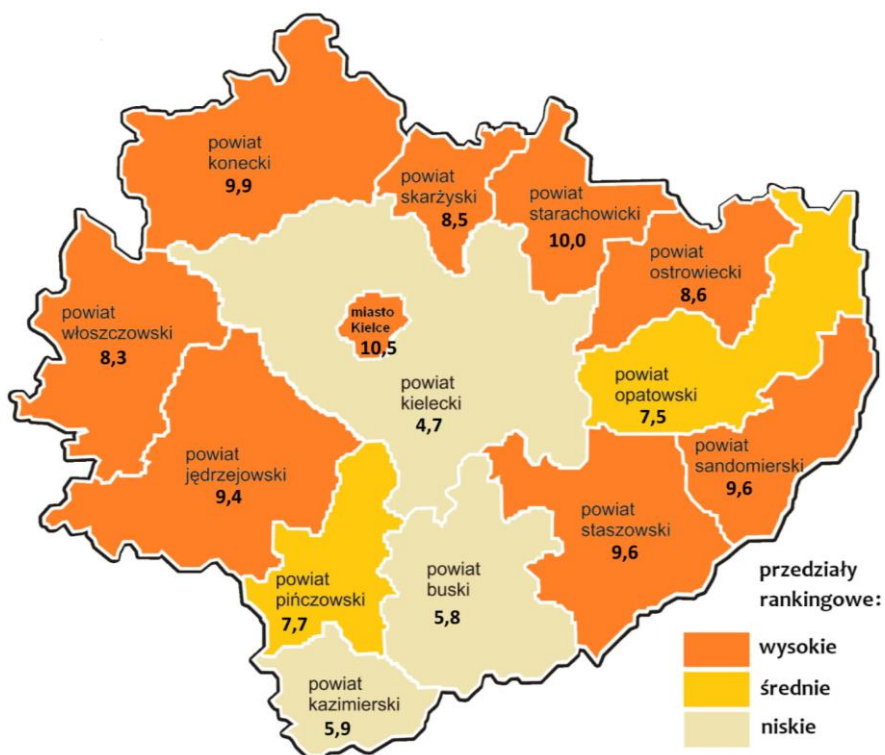 powiat
konecki
9,9
powiat
skarżyski
8,5
powiat
starachowicki
10,0
powiat
ostrowiecki
8,6
powiat
włoszczowski
8,3
miasto
Kielce
10,5
powiat
kielecki
4,7
powiat
opatowski
7,5
powiat
jędrzejowski
9,4
powiat
sandomierski
9,6
powiat
staszowski
9,6
powiat
pińczowski
7,7
powiat
buski
5,8
powiat
kazimierski
5,9
przedziały
rankingowe:
wysokie
średnie
niskie